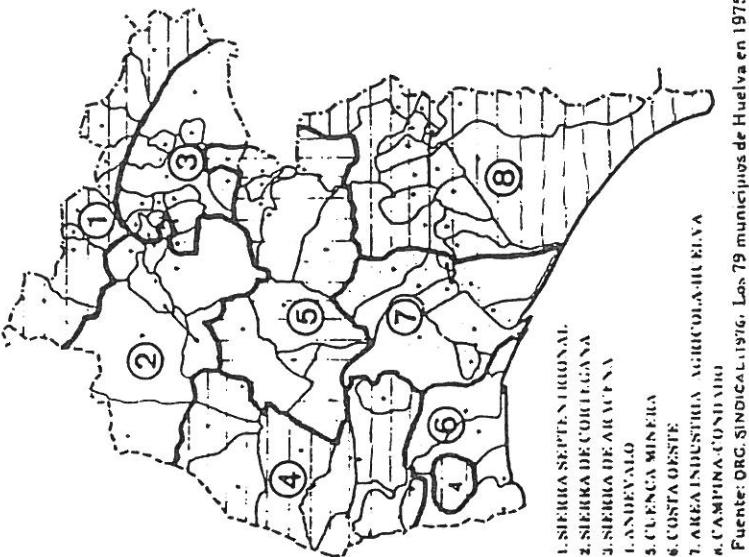 1
2
3
4
5
6
7
8
4
1. SIERRA SEPTENTRIONAL
2. SIERRA DE CORTEGANA
3. SIERRA DE ARACENA
4. ANDEVALO
5. CUENCA MINERA
6. COSTA OESTE
7. AREA INDUSTRIA AGRICOLA-HUELVA
8. CAMPIÑA-CONDADO
Fuente: ORG. SINDICAL, 1976, Los 79 municipios de Huelva en 1975